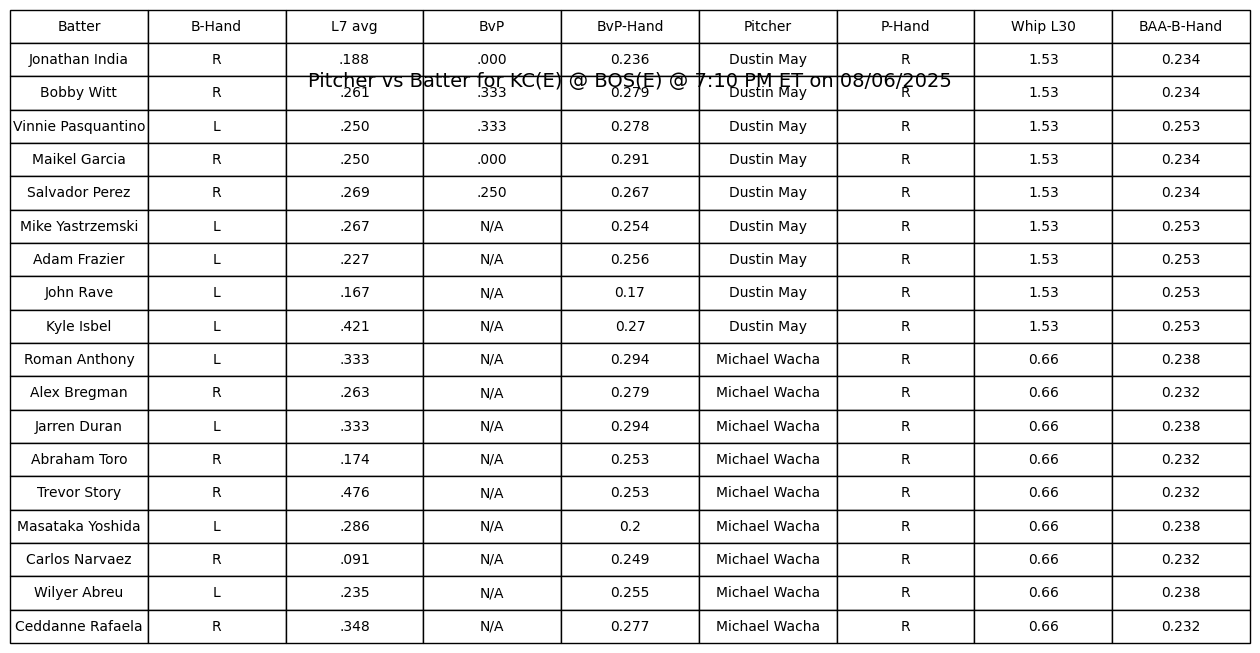 Batter B-Hand L7 avg BvP BvP-Hand Pitcher P-Hand Whip L30 BAA-B-Hand
Jonathan India R .188 .000 0.236 Dustin May R 1.53 0.234
Pitcher vs Batter for KC(E) @ BOS(E) @ 7:10 PM ET on 08/06/2025
Bobby Witt R .261 .333 0.279 Dustin May R 1.53 0.234
Vinnie Pasquantino L .250 .333 0.278 Dustin May R 1.53 0.253
Maikel Garcia R .250 .000 0.291 Dustin May R 1.53 0.234
Salvador Perez R .269 .250 0.267 Dustin May R 1.53 0.234
Mike Yastrzemski L .267 N/A 0.254 Dustin May R 1.53 0.253
Adam Frazier L .227 N/A 0.256 Dustin May R 1.53 0.253
John Rave L .167 N/A 0.17 Dustin May R 1.53 0.253
Kyle Isbel L .421 N/A 0.27 Dustin May R 1.53 0.253
Roman Anthony L .333 N/A 0.294 Michael Wacha R 0.66 0.238
Alex Bregman R .263 N/A 0.279 Michael Wacha R 0.66 0.232
Jarren Duran L .333 N/A 0.294 Michael Wacha R 0.66 0.238
Abraham Toro R .174 N/A 0.253 Michael Wacha R 0.66 0.232
Trevor Story R .476 N/A 0.253 Michael Wacha R 0.66 0.232
Masataka Yoshida L .286 N/A 0.2 Michael Wacha R 0.66 0.238
Carlos Narvaez R .091 N/A 0.249 Michael Wacha R 0.66 0.232
Wilyer Abreu L .235 N/A 0.255 Michael Wacha R 0.66 0.238
Ceddanne Rafaela R .348 N/A 0.277 Michael Wacha R 0.66 0.232